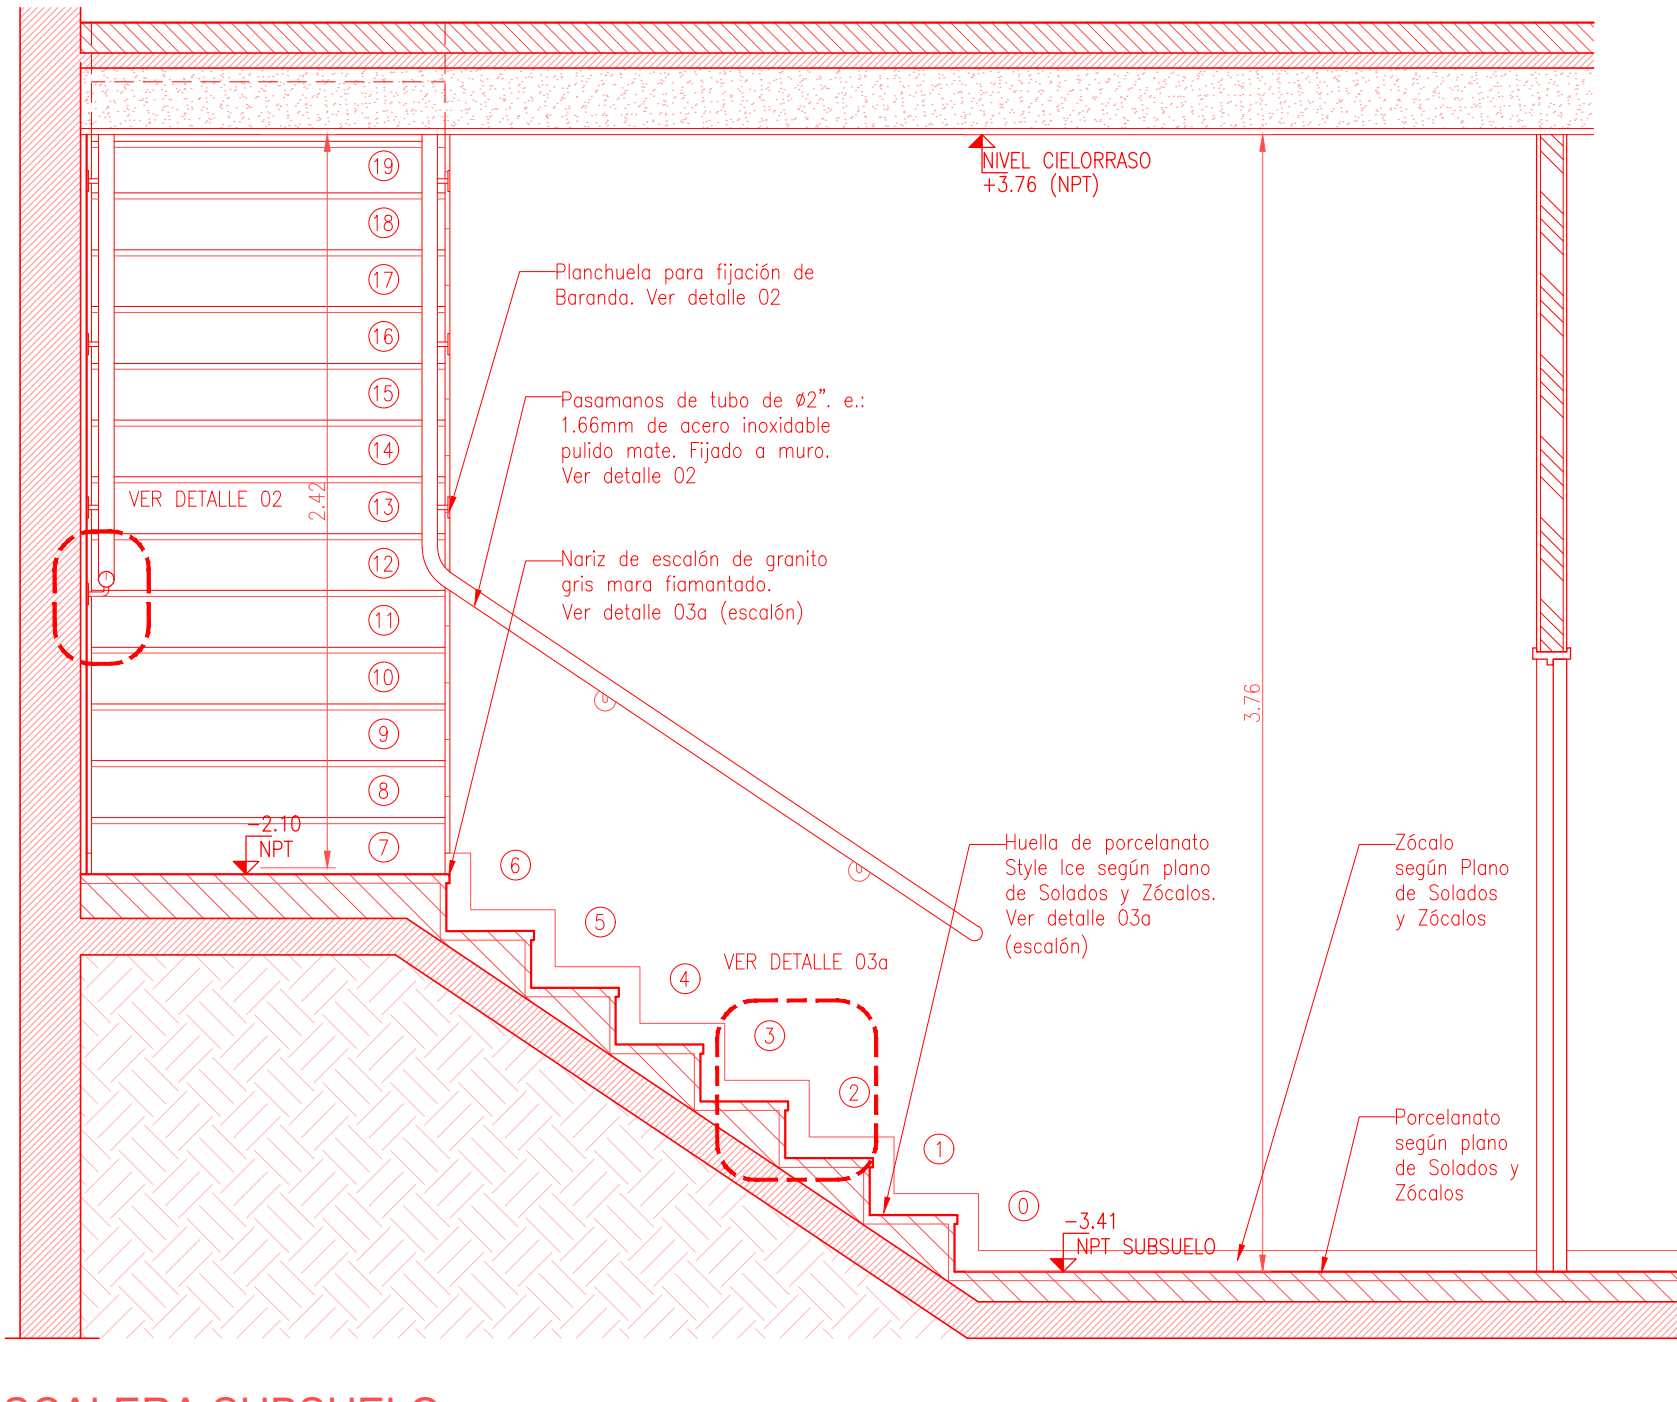 NIVEL CIELORRASO
+3.76 (NPT)
19
18
17
16
15
14
13
12
11
10
9
8
7
6
5
4
3
2
1
0
Planchuela para fijación de
Baranda. Ver detalle 02
Pasamanos de tubo de ø2". e.:
1.66mm de acero inoxidable
pulido mate. Fijado a muro.
Ver detalle 02
VER DETALLE 02
2.42
Nariz de escalón de granito
gris mara fiamantado.
Ver detalle 03a (escalón)
3.76
-2.10
NPT
Huella de porcelanato
Style Ice según plano
de Solados y Zócalos.
Ver detalle 03a
(escalón)
Zócalo
según Plano
de Solados
y Zócalos
VER DETALLE 03a
Porcelanato
según plano
de Solados y
Zócalos
-3.41
NPT SUBSUELO